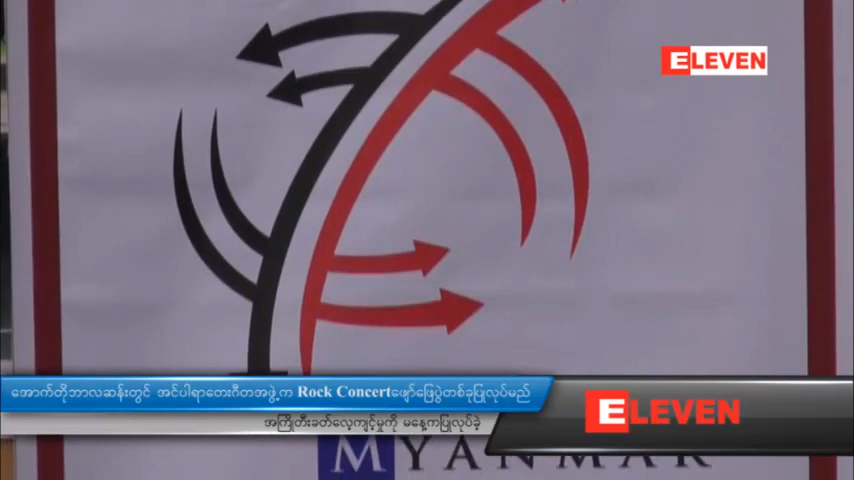 ELEVEN
အောက်တိုဘာလဆန်းတွင် အင်ပါရာတေးဂီတအဖွဲ့က Rock Concertဖျော်ဖြေပွဲတစ်ခုပြုလုပ်မည်
အကြိုတီးခတ်လေ့ကျင့်မှုကို မနေ့ကပြုလုပ်ခဲ့
ELEVEN
MYANMAR